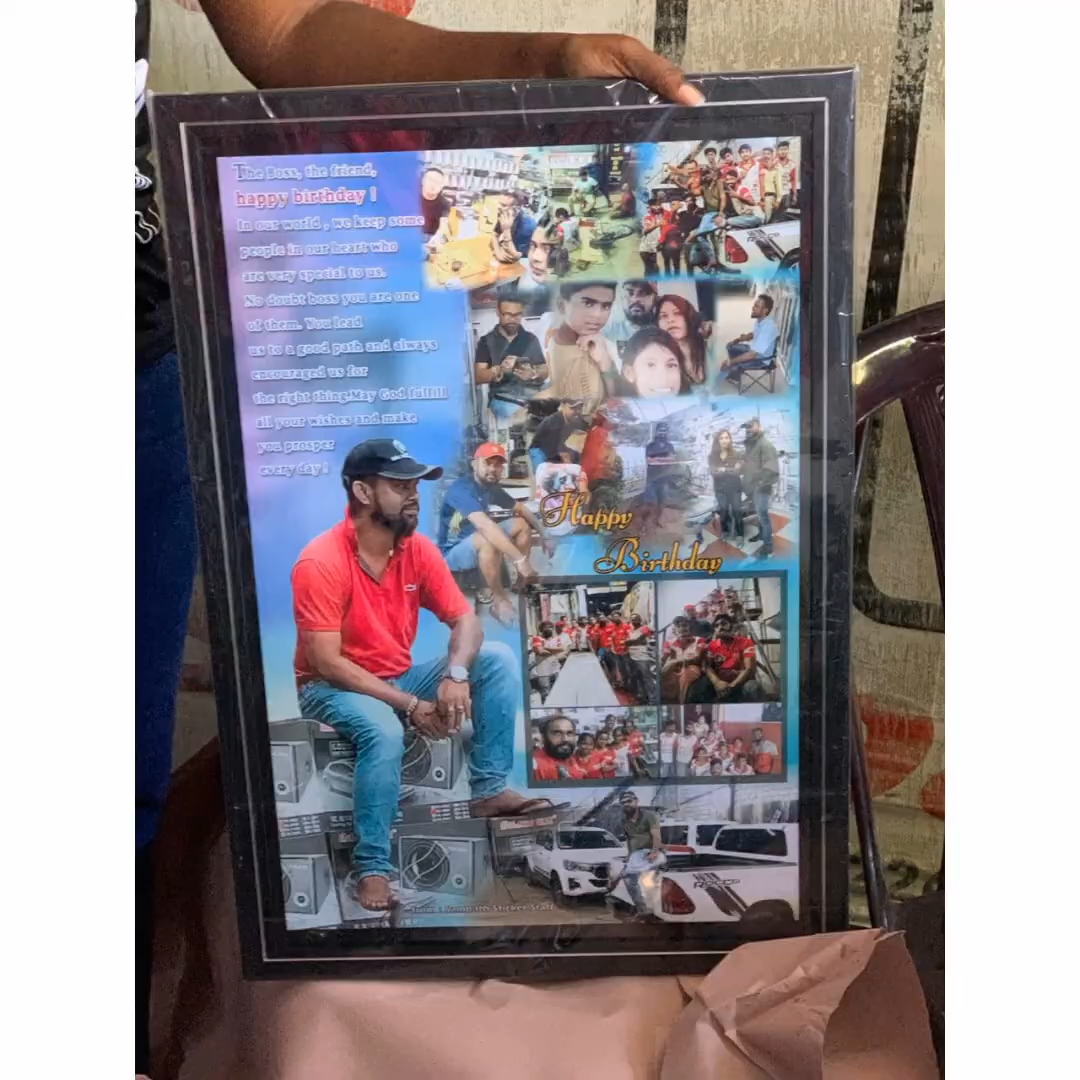 The Boss, the friend,
happy birthday !
In our world , we keep some
people in our heart who
are very special to us.
No doubt boss you are one
of them. You lead
us to a good path and always
encouraged us for
the right thing.May God fulfill
all your wishes and make
you prosper
every day !
Happy
Birthday
ROCCO
Sticker Staff